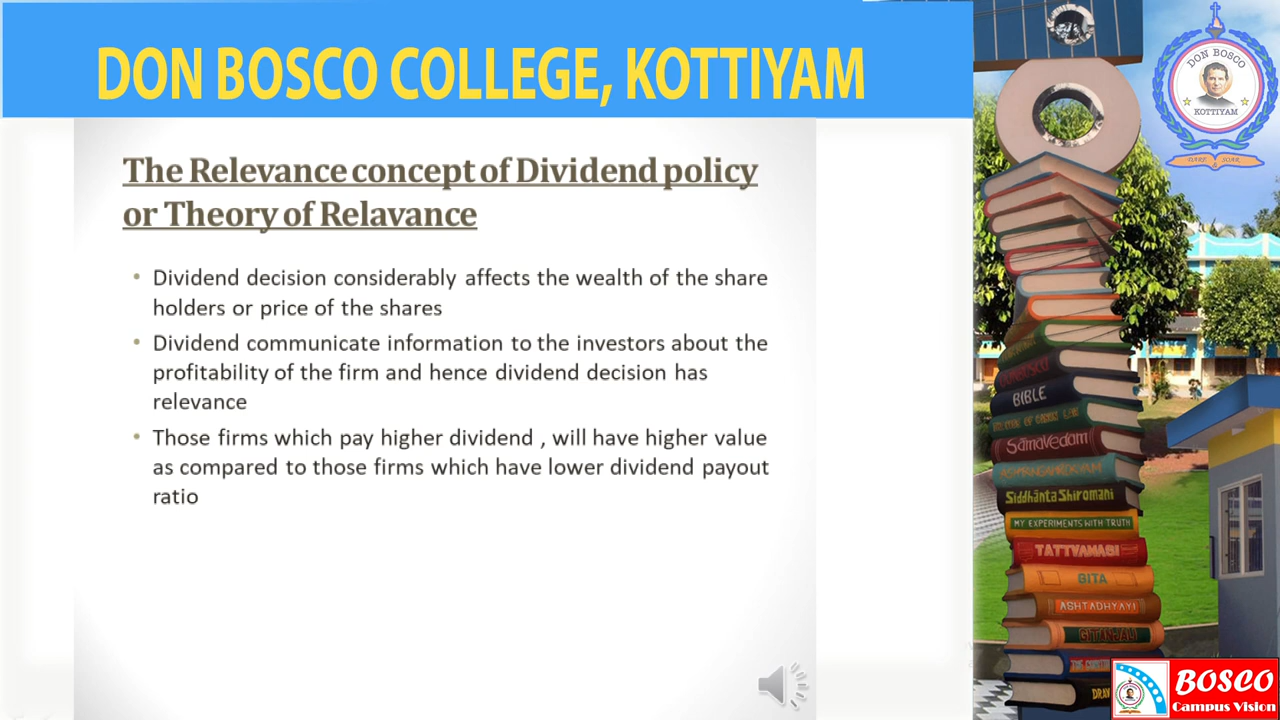 DON BOSCO COLLEGE, KOTTIYAM
The Relevance concept of Dividend policy
or Theory of Relavance
• Dividend decision considerably affects the wealth of the share
holders or price of the shares
• Dividend communicate information to the investors about the
profitability of the firm and hence dividend decision has
relevance
• Those firms which pay higher dividend , will have higher value
as compared to those firms which have lower dividend payout
ratio
DON BOSCO
KOTTIYAM
BIBLE
Sāmavedam
Siddhānta Shiromani
MY EXPERIMENTS WITH TRUTH
TATTVAMASI
GITA
ASHTADHYAYI
GITANJALI
BOSCO
Campus Vision